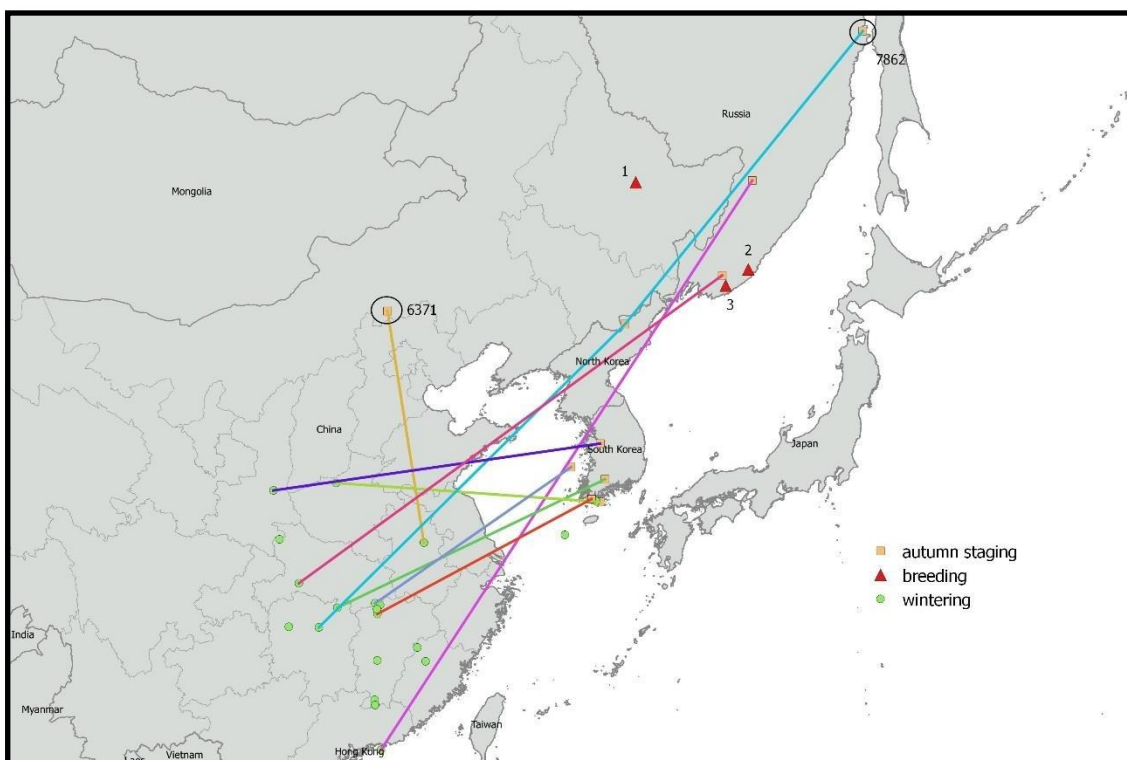 7862
Russia
1
Mongolia
2
3
6371
North Korea
China
South Korea
Japan
autumn staging
breeding
wintering
India
Myanmar
Taiwan
Hong Kong
Vietnam